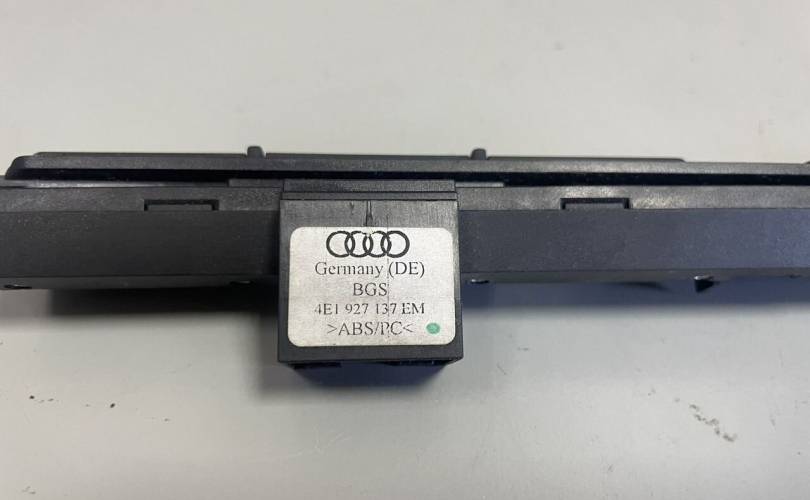 Germany (DE)
BGS
4E1 927 137 EM
>ABS/PC<